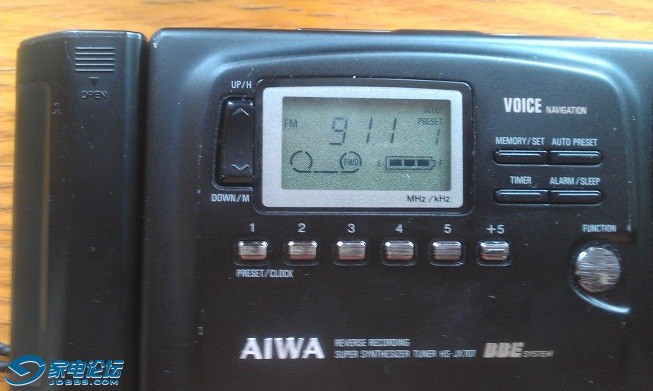 OPEN
UP/H
DOWN/M
SLEEP
FM 91.1 PRESET 1
FWD
E F
MHz/kHz
VOICE NAVIGATION
MEMORY/SET AUTO PRESET
TIMER ALARM/SLEEP
FUNCTION
1 2 3 4 5 +5
PRESET/CLOCK
AIWA
REVERSE RECORDING
SUPER SYNTHESIZER TUNER HS-JX707
BBE SYSTEM
家电论坛
JDBBS.COM